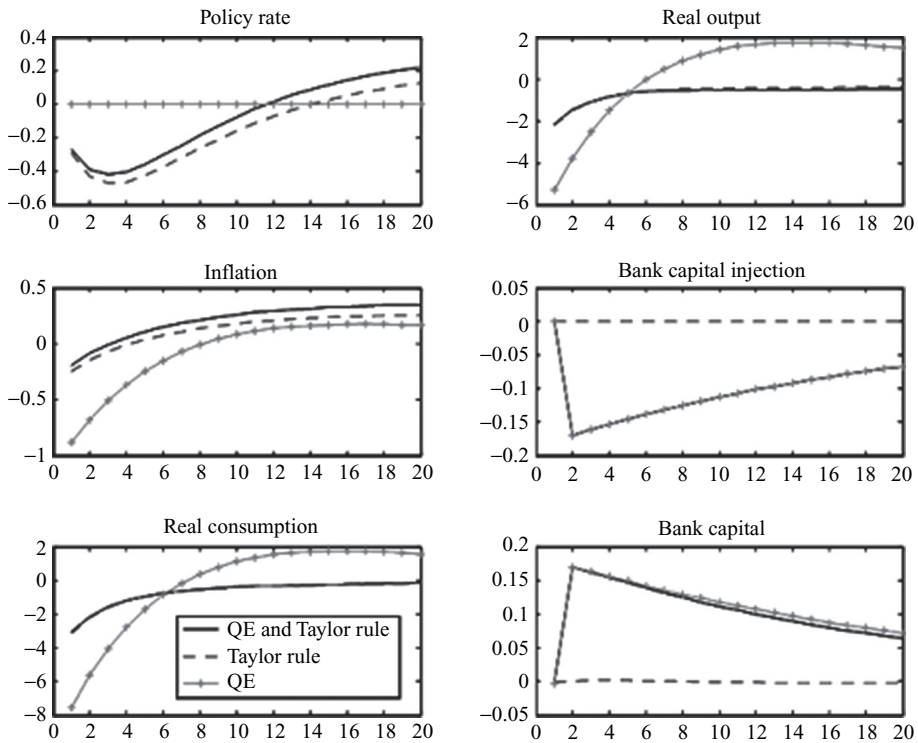 Policy rate
0.4
0.2
0
−0.2
−0.4
−0.6
0 2 4 6 8 10 12 14 16 18 20
Real output
2
0
−2
−4
−6
0 2 4 6 8 10 12 14 16 18 20
Inflation
0.5
0
−0.5
−1
0 2 4 6 8 10 12 14 16 18 20
Bank capital injection
0.05
0
−0.05
−0.1
−0.15
−0.2
0 2 4 6 8 10 12 14 16 18 20
Real consumption
2
0
−2
−4
−6
−8
0 2 4 6 8 10 12 14 16 18 20
QE and Taylor rule
Taylor rule
QE
Bank capital
0.2
0.15
0.1
0.05
0
−0.05
0 2 4 6 8 10 12 14 16 18 20